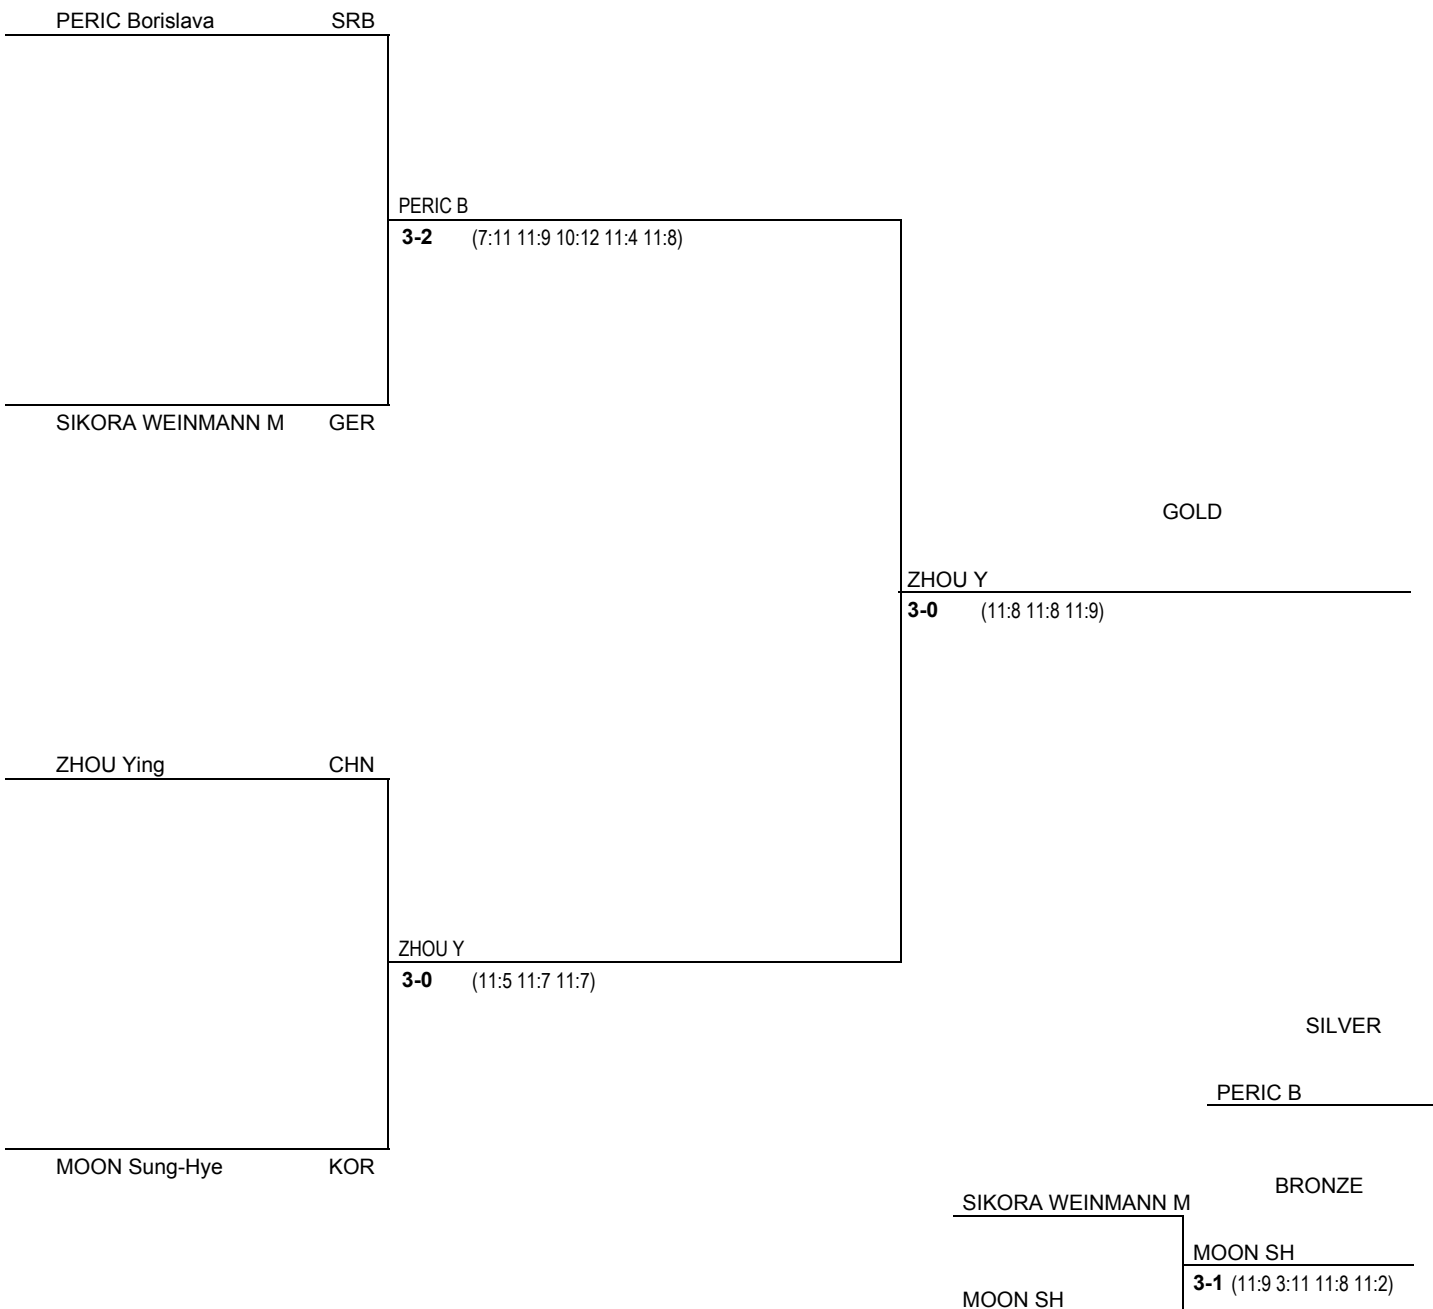 PERIC Borislava SRB
PERIC B
3-2 (7:11 11:9 10:12 11:4 11:8)
SIKORA WEINMANN M GER
GOLD
ZHOU Y
3-0 (11:8 11:8 11:9)
ZHOU Ying CHN
ZHOU Y
3-0 (11:5 11:7 11:7)
SILVER
PERIC B
MOON Sung-Hye KOR
BRONZE
SIKORA WEINMANN M
MOON SH
3-1 (11:9 3:11 11:8 11:2)
MOON SH